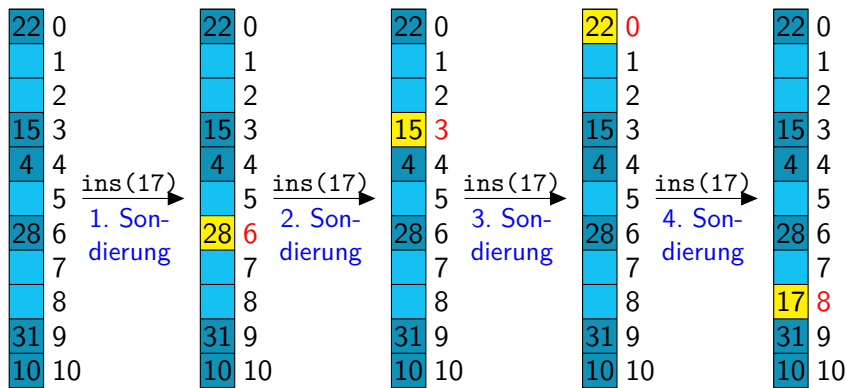 22 0 22 0 22 0 22 0 22 0
1 1 1 1 1
2 2 2 2 2
15 3 15 3 15 3 15 3 15 3
4 4 4 4 4 4 4 4 4 4
ins(17) ins(17) ins(17) ins(17)
5 5 5 5 5
1. Son- 2. Son- 3. Son- 4. Son-
28 6 28 6 28 6 28 6 28 6
dierung dierung dierung dierung
7 7 7 7 7
8 8 8 8 17 8
31 9 31 9 31 9 31 9 31 9
10 10 10 10 10 10 10 10 10 10